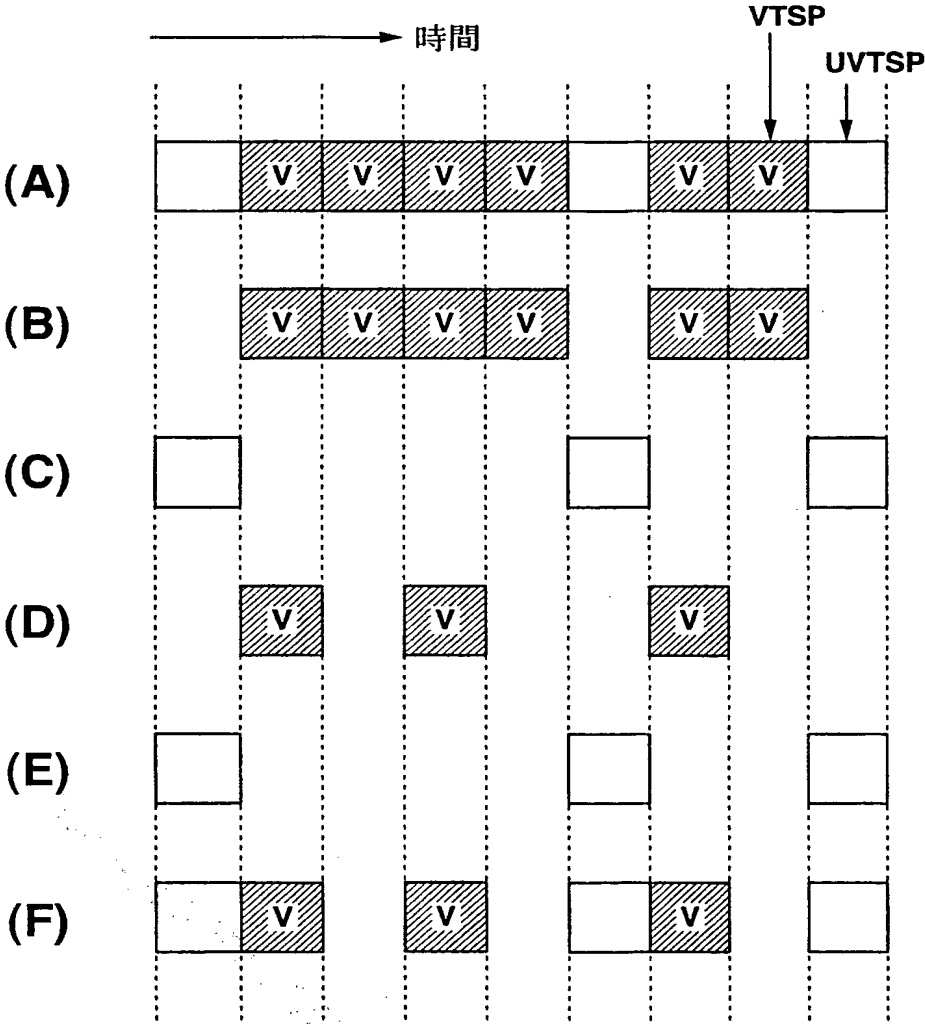 時間
VTSP
UVTSP
(A) V V V V V V
(B) V V V V V V
(C)
(D) V V V
(E)
(F) V V V